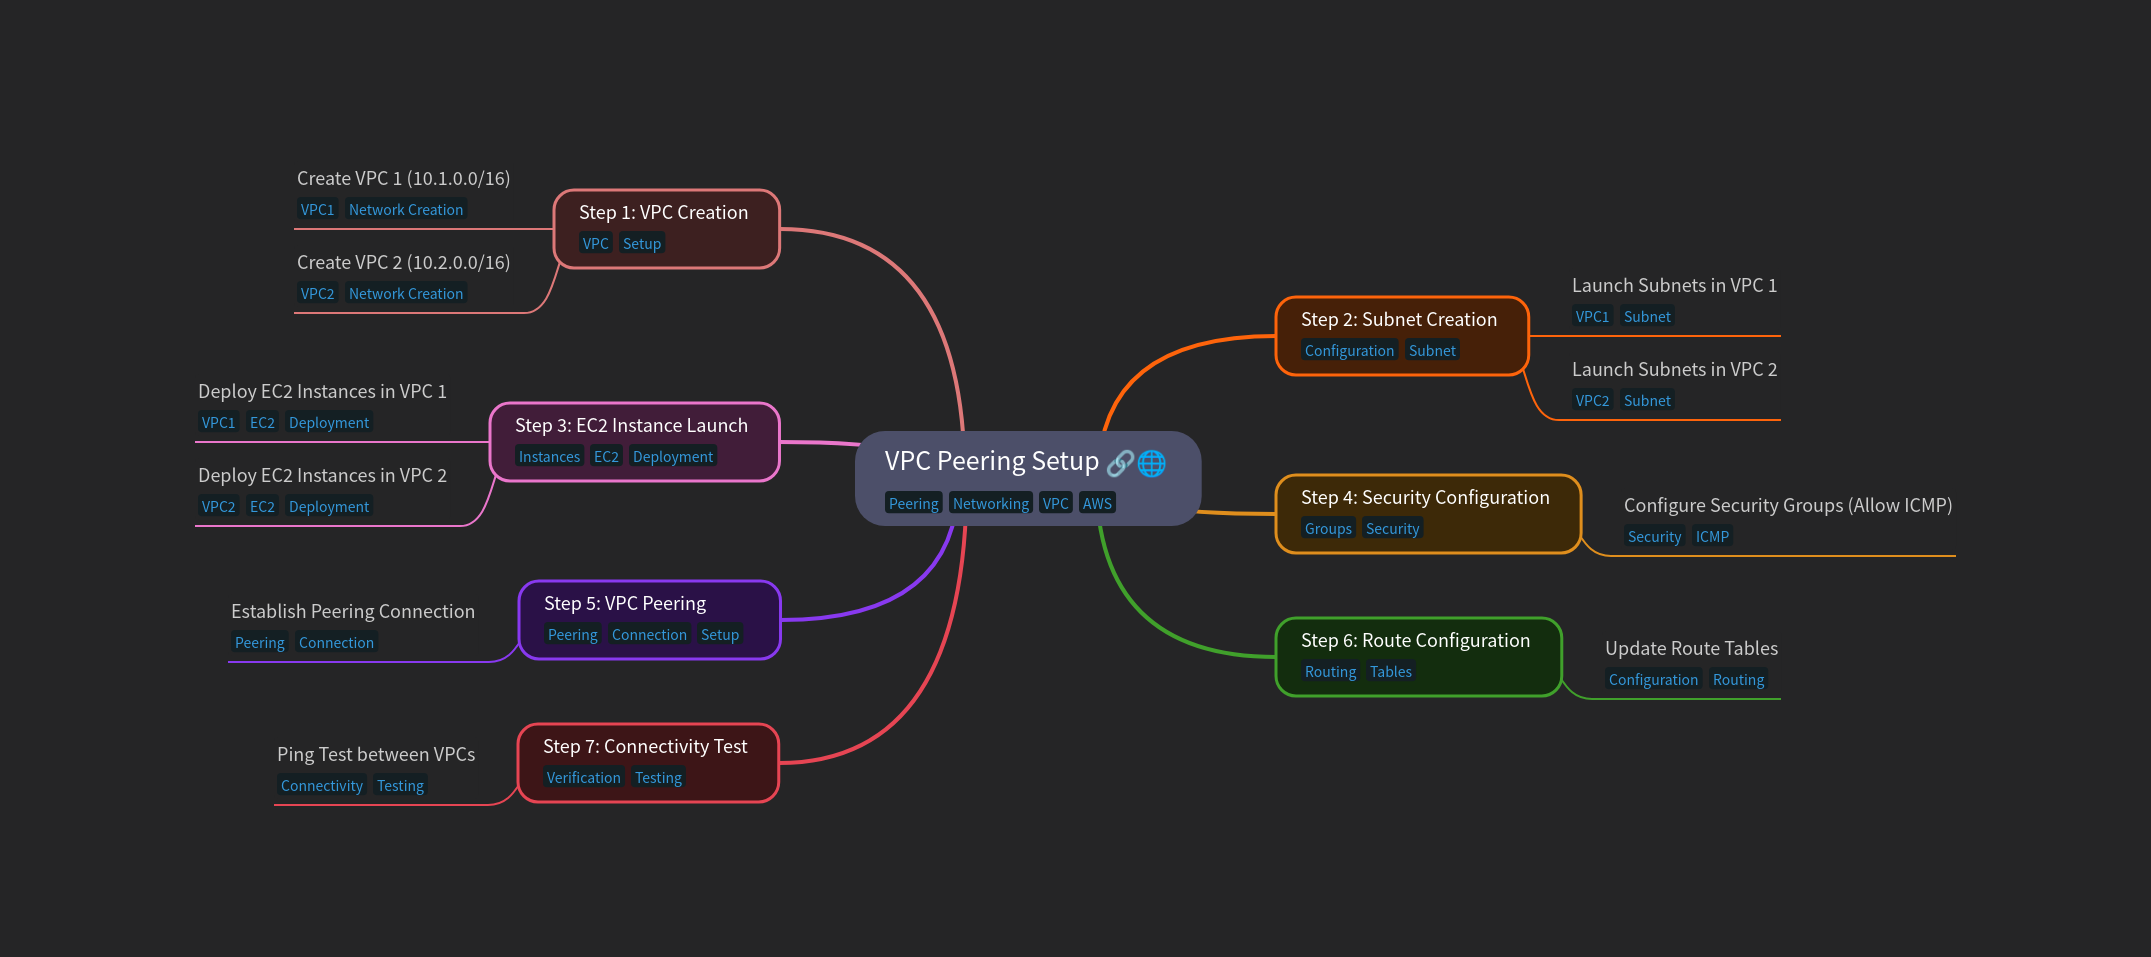 VPC Peering Setup 🔗🌐
Peering Networking VPC AWS
Step 1: VPC Creation
VPC Setup
Create VPC 1 (10.1.0.0/16)
VPC1 Network Creation
Create VPC 2 (10.2.0.0/16)
VPC2 Network Creation
Step 2: Subnet Creation
Configuration Subnet
Launch Subnets in VPC 1
VPC1 Subnet
Launch Subnets in VPC 2
VPC2 Subnet
Step 3: EC2 Instance Launch
Instances EC2 Deployment
Deploy EC2 Instances in VPC 1
VPC1 EC2 Deployment
Deploy EC2 Instances in VPC 2
VPC2 EC2 Deployment
Step 4: Security Configuration
Groups Security
Configure Security Groups (Allow ICMP)
Security ICMP
Step 5: VPC Peering
Peering Connection Setup
Establish Peering Connection
Peering Connection
Step 6: Route Configuration
Routing Tables
Update Route Tables
Configuration Routing
Step 7: Connectivity Test
Verification Testing
Ping Test between VPCs
Connectivity Testing